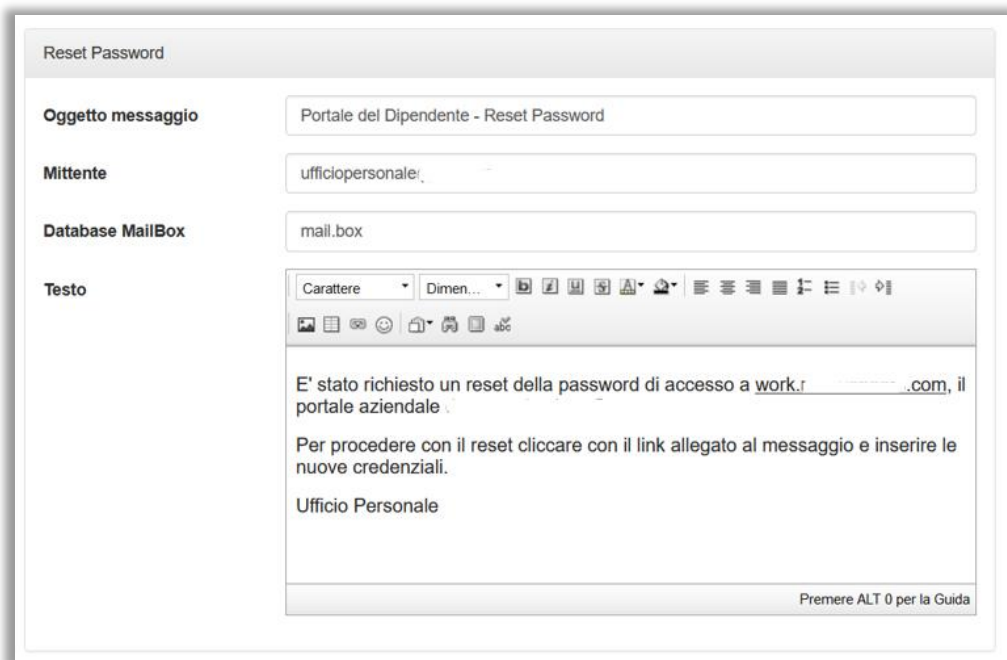 Reset Password
Oggetto messaggio
Portale del Dipendente - Reset Password
Mittente
ufficiopersonale
Database MailBox
mail.box
Testo
Carattere Dimen...
abc
E' stato richiesto un reset della password di accesso a work. .com, il
portale aziendale
Per procedere con il reset cliccare con il link allegato al messaggio e inserire le
nuove credenziali.
Ufficio Personale
Premere ALT 0 per la Guida